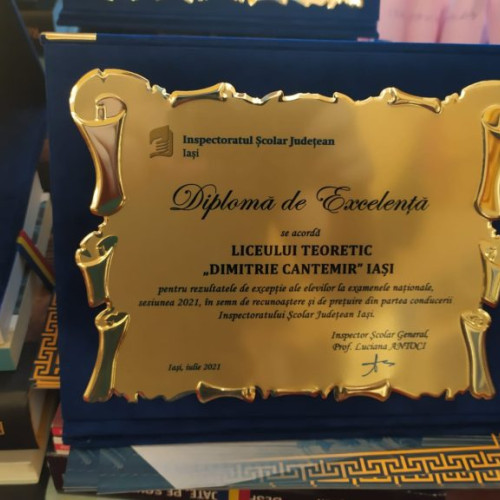 Inspectoratul Școlar Județean
Iași
Diplomă de Excelență
se acordă
LICEULUI TEORETIC
„DIMITRIE CANTEMIR” IAȘI
pentru rezultatele de excepție ale elevilor la examenele naționale,
sesiunea 2021, în semn de recunoaștere și de prețuire din partea conducerii
Inspectoratului Școlar Județean Iași.
Inspector Școlar General,
Prof. Luciana ANTOCI
Iași, iulie 2021